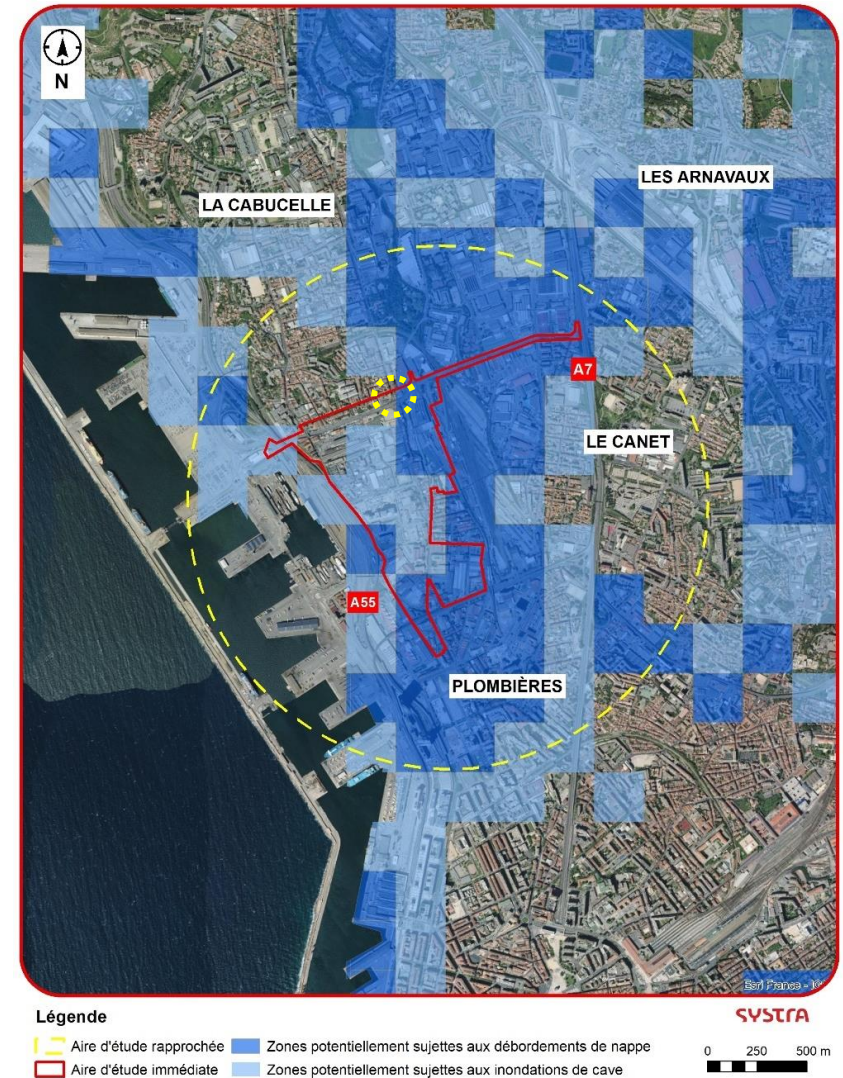 N
LES ARNAVAUX
LA CABUCELLE
A7
LE CANET
A55
PLOMBIÈRES
Légende
SYSTRA
Aire d'étude rapprochée
Zones potentiellement sujettes aux débordements de nappe
Aire d'étude immédiate
Zones potentiellement sujettes aux inondations de cave
0 250 500 m
Esri France